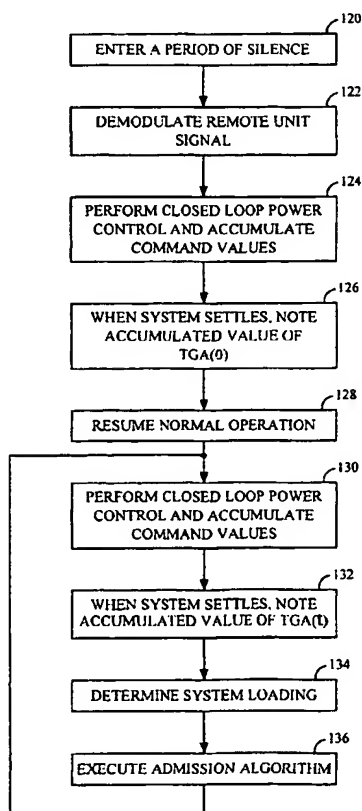 120
ENTER A PERIOD OF SILENCE
122
DEMODULATE REMOTE UNIT
SIGNAL
124
PERFORM CLOSED LOOP POWER
CONTROL AND ACCUMULATE
COMMAND VALUES
126
WHEN SYSTEM SETTLES, NOTE
ACCUMULATED VALUE OF
TGA(0)
128
RESUME NORMAL OPERATION
130
PERFORM CLOSED LOOP POWER
CONTROL AND ACCUMULATE
COMMAND VALUES
132
WHEN SYSTEM SETTLES, NOTE
ACCUMULATED VALUE OF TGA(t)
134
DETERMINE SYSTEM LOADING
136
EXECUTE ADMISSION ALGORITHM